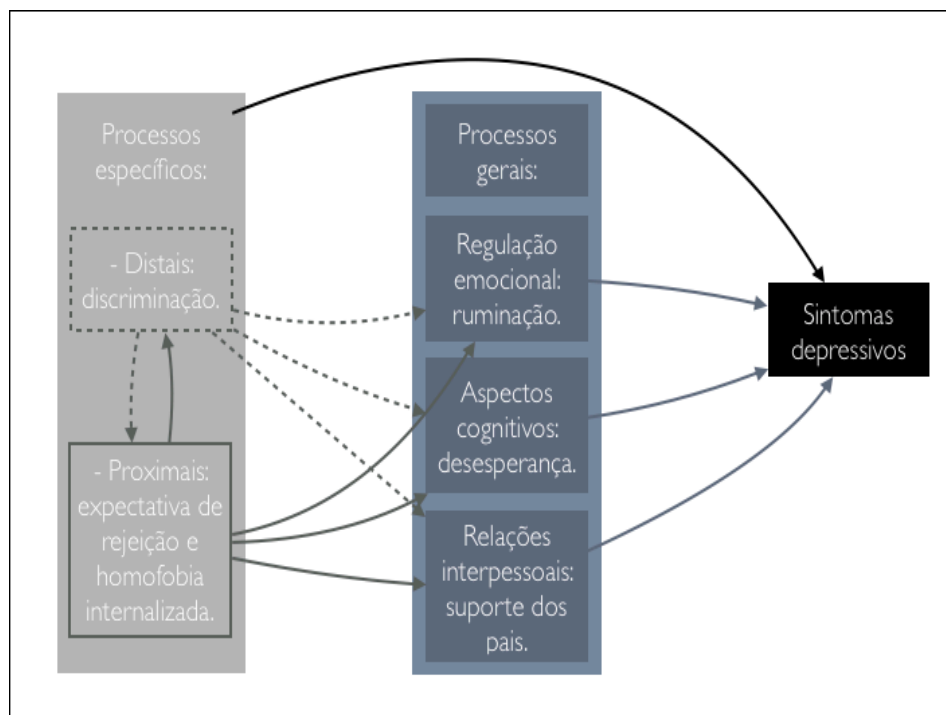 Processos
específicos:
- Distais:
discriminação.
- Proximais:
expectativa de
rejeição e
homofobia
internalizada.
Processos
gerais:
Regulação
emocional:
ruminação.
Aspectos
cognitivos:
desesperança.
Relações
interpessoais:
suporte dos
pais.
Sintomas
depressivos